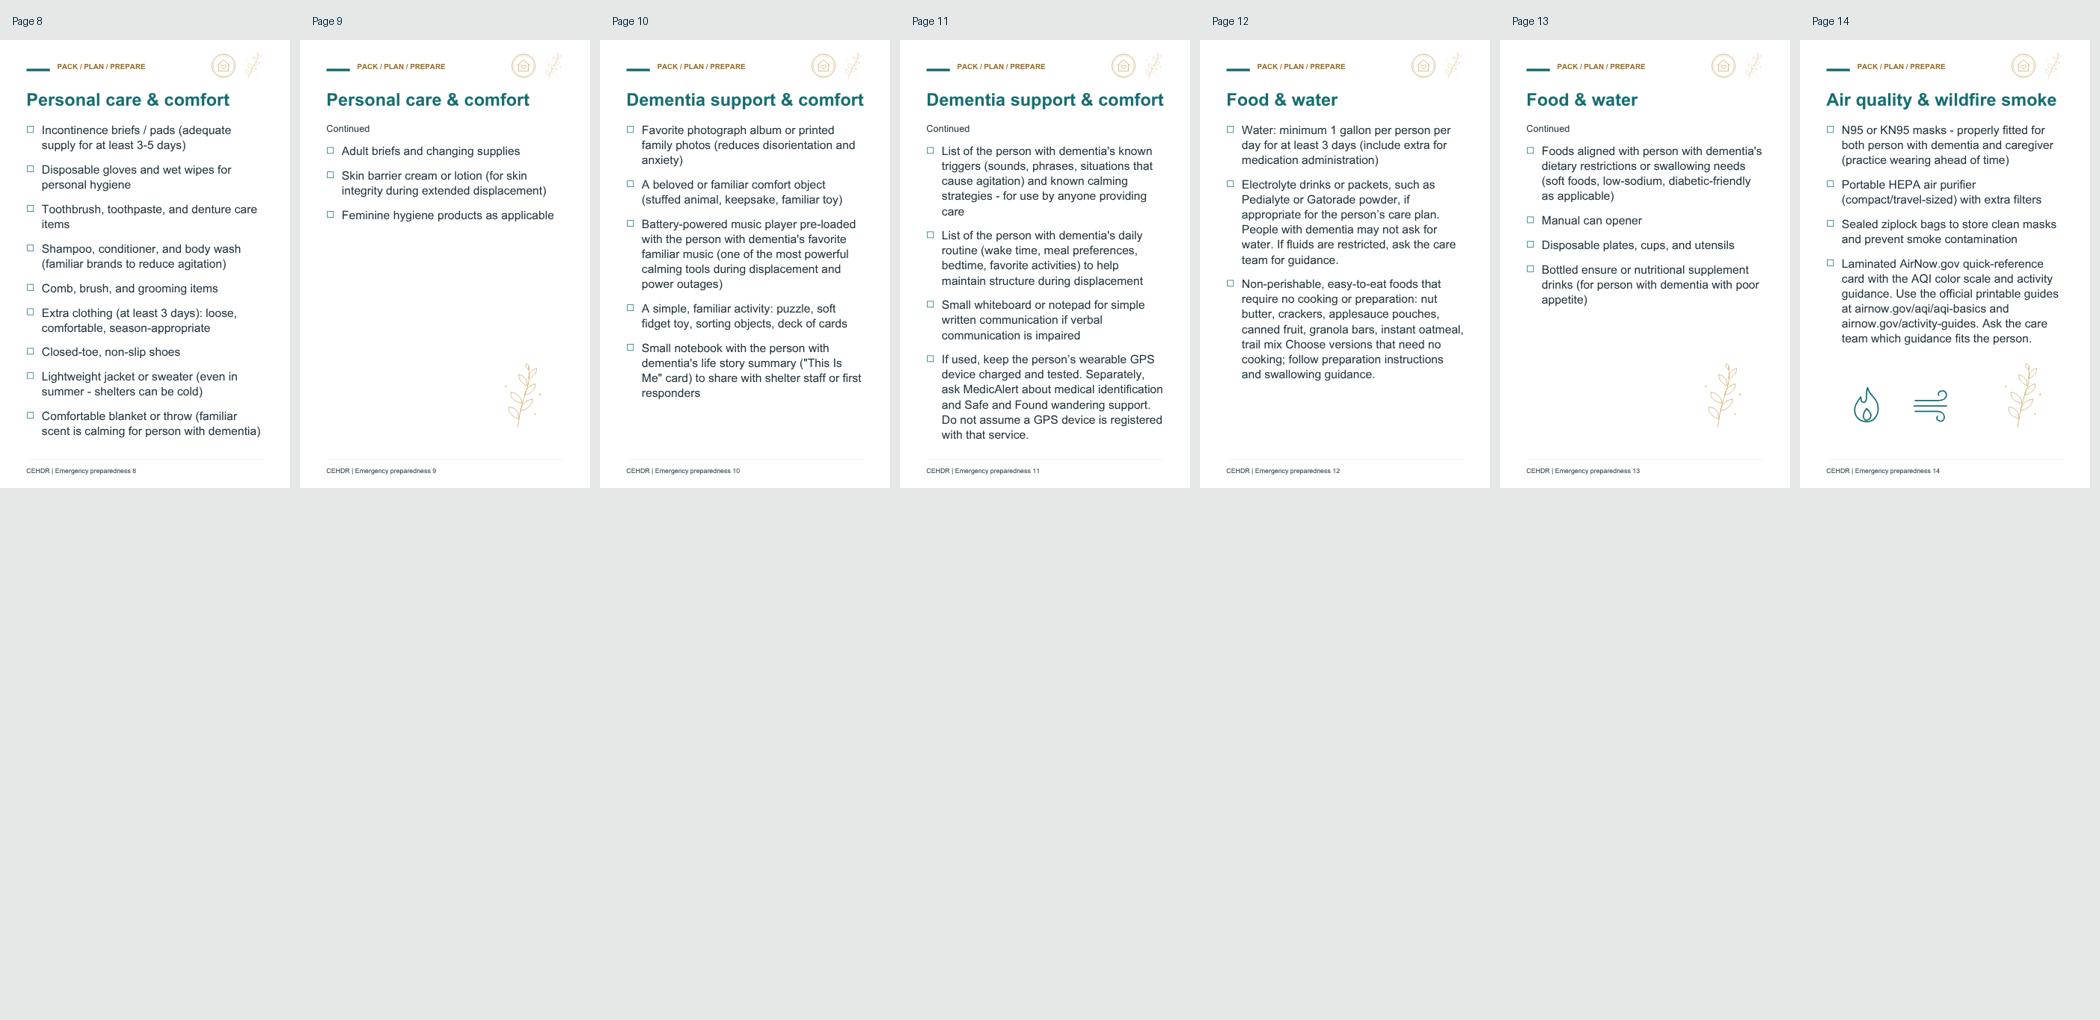 Page 8
PACK / PLAN / PREPARE
Personal care & comfort
Incontinence briefs / pads (adequate
supply for at least 3-5 days)
Disposable gloves and wet wipes for
personal hygiene
Toothbrush, toothpaste, and denture care
items
Shampoo, conditioner, and body wash
(familiar brands to reduce agitation)
Comb, brush, and grooming items
Extra clothing (at least 3 days): loose,
comfortable, season-appropriate
Closed-toe, non-slip shoes
Lightweight jacket or sweater (even in
summer - shelters can be cold)
Comfortable blanket or throw (familiar
scent is calming for person with dementia)
CEHDR | Emergency preparedness 8
Page 9
PACK / PLAN / PREPARE
Personal care & comfort
Continued
Adult briefs and changing supplies
Skin barrier cream or lotion (for skin
integrity during extended displacement)
Feminine hygiene products as applicable
CEHDR | Emergency preparedness 9
Page 10
PACK / PLAN / PREPARE
Dementia support & comfort
Favorite photograph album or printed
family photos (reduces disorientation and
anxiety)
A beloved or familiar comfort object
(stuffed animal, keepsake, familiar toy)
Battery-powered music player pre-loaded
with the person with dementia's favorite
familiar music (one of the most powerful
calming tools during displacement and
power outages)
A simple, familiar activity: puzzle, soft
fidget toy, sorting objects, deck of cards
Small notebook with the person with
dementia's life story summary ("This Is
Me" card) to share with shelter staff or first
responders
CEHDR | Emergency preparedness 10
Page 11
PACK / PLAN / PREPARE
Dementia support & comfort
Continued
List of the person with dementia's known
triggers (sounds, phrases, situations that
cause agitation) and known calming
strategies - for use by anyone providing
care
List of the person with dementia's daily
routine (wake time, meal preferences,
bedtime, favorite activities) to help
maintain structure during displacement
Small whiteboard or notepad for simple
written communication if verbal
communication is impaired
If used, keep the person’s wearable GPS
device charged and tested. Separately,
ask MedicAlert about medical identification
and Safe and Found wandering support.
Do not assume a GPS device is registered
with that service.
CEHDR | Emergency preparedness 11
Page 12
PACK / PLAN / PREPARE
Food & water
Water: minimum 1 gallon per person per
day for at least 3 days (include extra for
medication administration)
Electrolyte drinks or packets, such as
Pedialyte or Gatorade powder, if
appropriate for the person’s care plan.
People with dementia may not ask for
water. If fluids are restricted, ask the care
team for guidance.
Non-perishable, easy-to-eat foods that
require no cooking or preparation: nut
butter, crackers, applesauce pouches,
canned fruit, granola bars, instant oatmeal,
trail mix Choose versions that need no
cooking; follow preparation instructions
and swallowing guidance.
CEHDR | Emergency preparedness 12
Page 13
PACK / PLAN / PREPARE
Food & water
Continued
Foods aligned with person with dementia's
dietary restrictions or swallowing needs
(soft foods, low-sodium, diabetic-friendly
as applicable)
Manual can opener
Disposable plates, cups, and utensils
Bottled ensure or nutritional supplement
drinks (for person with dementia with poor
appetite)
CEHDR | Emergency preparedness 13
Page 14
PACK / PLAN / PREPARE
Air quality & wildfire smoke
N95 or KN95 masks - properly fitted for
both person with dementia and caregiver
(practice wearing ahead of time)
Portable HEPA air purifier
(compact/travel-sized) with extra filters
Sealed ziplock bags to store clean masks
and prevent smoke contamination
Laminated AirNow.gov quick-reference
card with the AQI color scale and activity
guidance. Use the official printable guides
at airnow.gov/aqi/aqi-basics and
airnow.gov/activity-guides. Ask the care
team which guidance fits the person.
CEHDR | Emergency preparedness 14